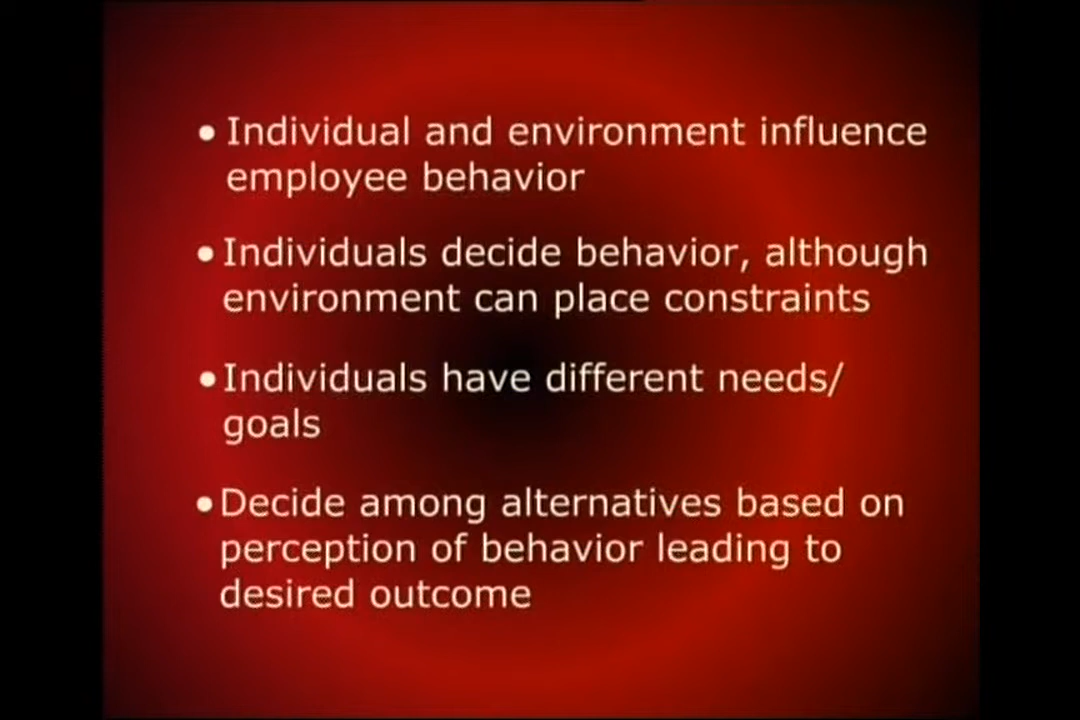 • Individual and environment influence
employee behavior
• Individuals decide behavior, although
environment can place constraints
• Individuals have different needs/
goals
• Decide among alternatives based on
perception of behavior leading to
desired outcome